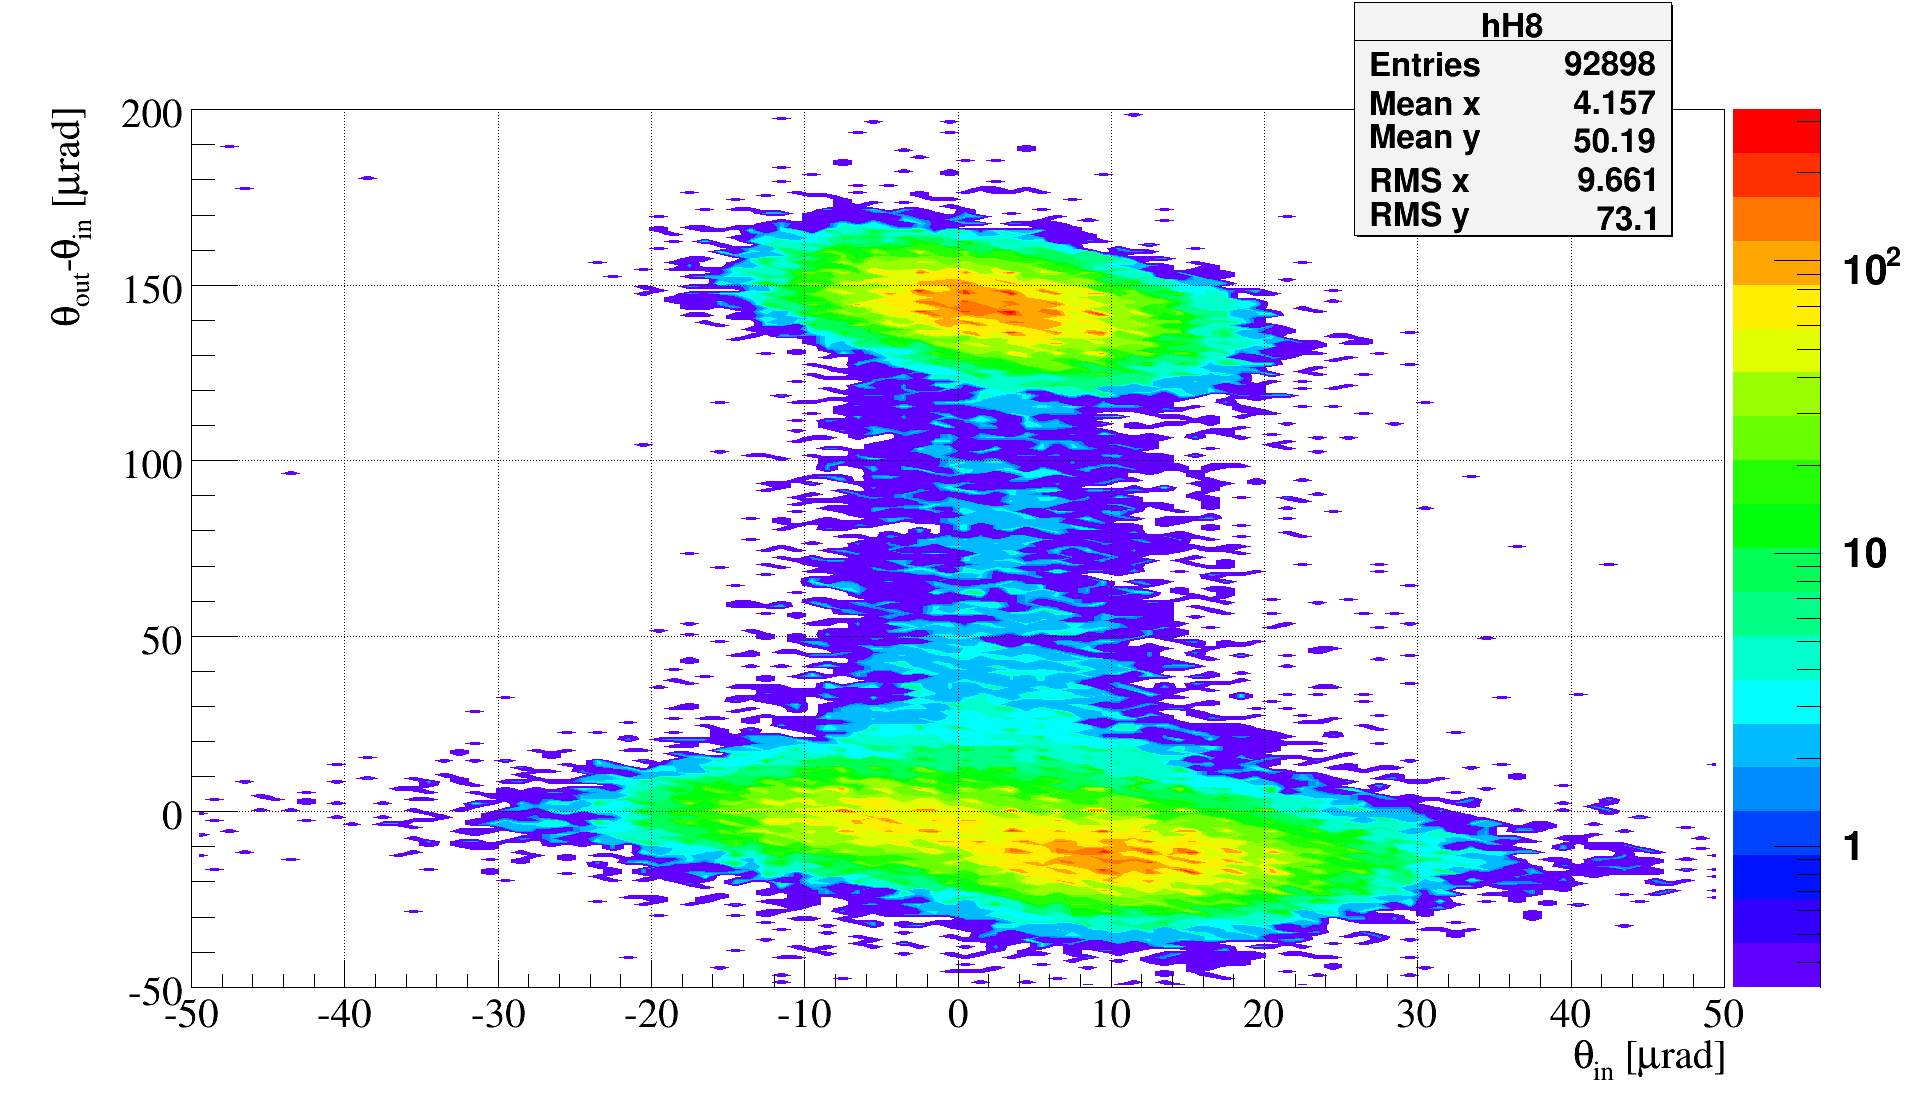 hH8
Entries 92898
Mean x 4.157
Mean y 50.19
RMS x 9.661
RMS y 73.1
θout-θin [μrad]
200
150
100
50
0
-50
-50 -40 -30 -20 -10 0 10 20 30 40 50
θin [μrad]
10²
10
1